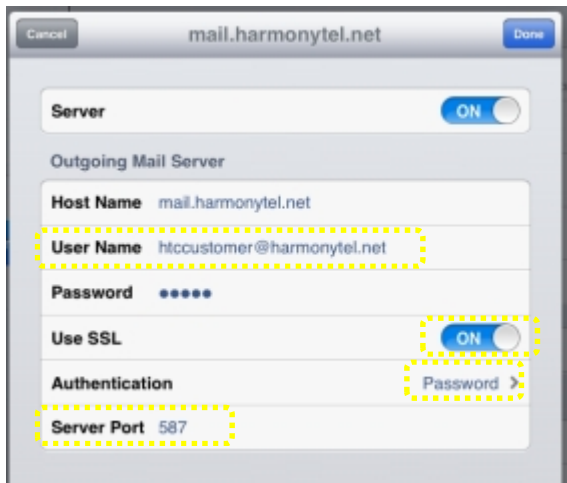 Cancel mail.harmonytel.net Done
Server ON
Outgoing Mail Server
Host Name mail.harmonytel.net
User Name htccustomer@harmonytel.net
Password ●●●●●
Use SSL ON
Authentication Password >
Server Port 587